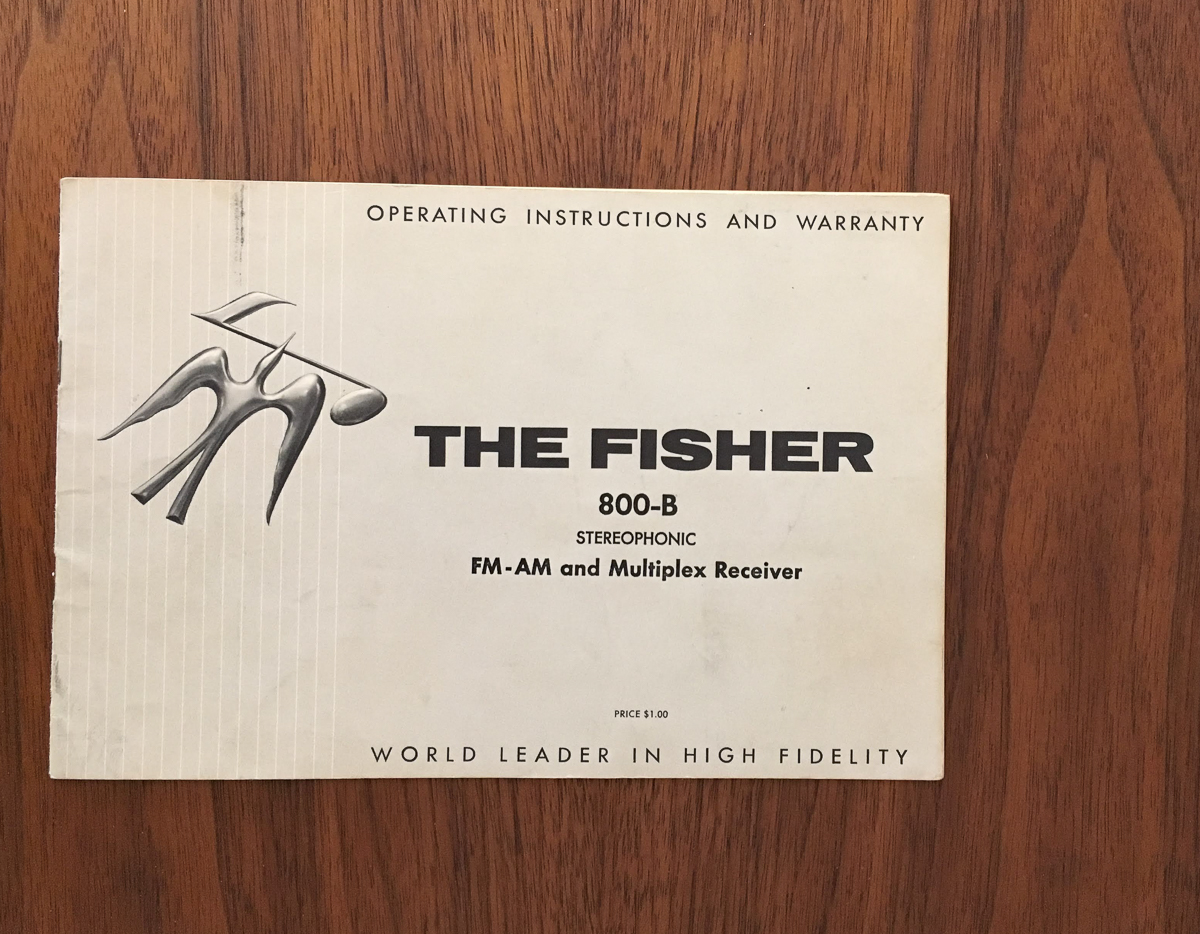 OPERATING INSTRUCTIONS AND WARRANTY
THE FISHER
800-B
STEREOPHONIC
FM-AM and Multiplex Receiver
PRICE $1.00
WORLD LEADER IN HIGH FIDELITY